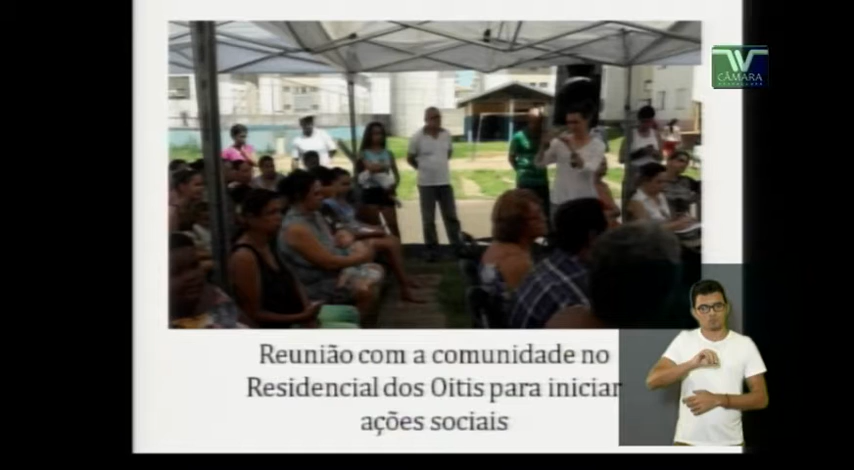 TV
CÂMARA
Reunião com a comunidade no
Residencial dos Oitis para iniciar
ações sociais